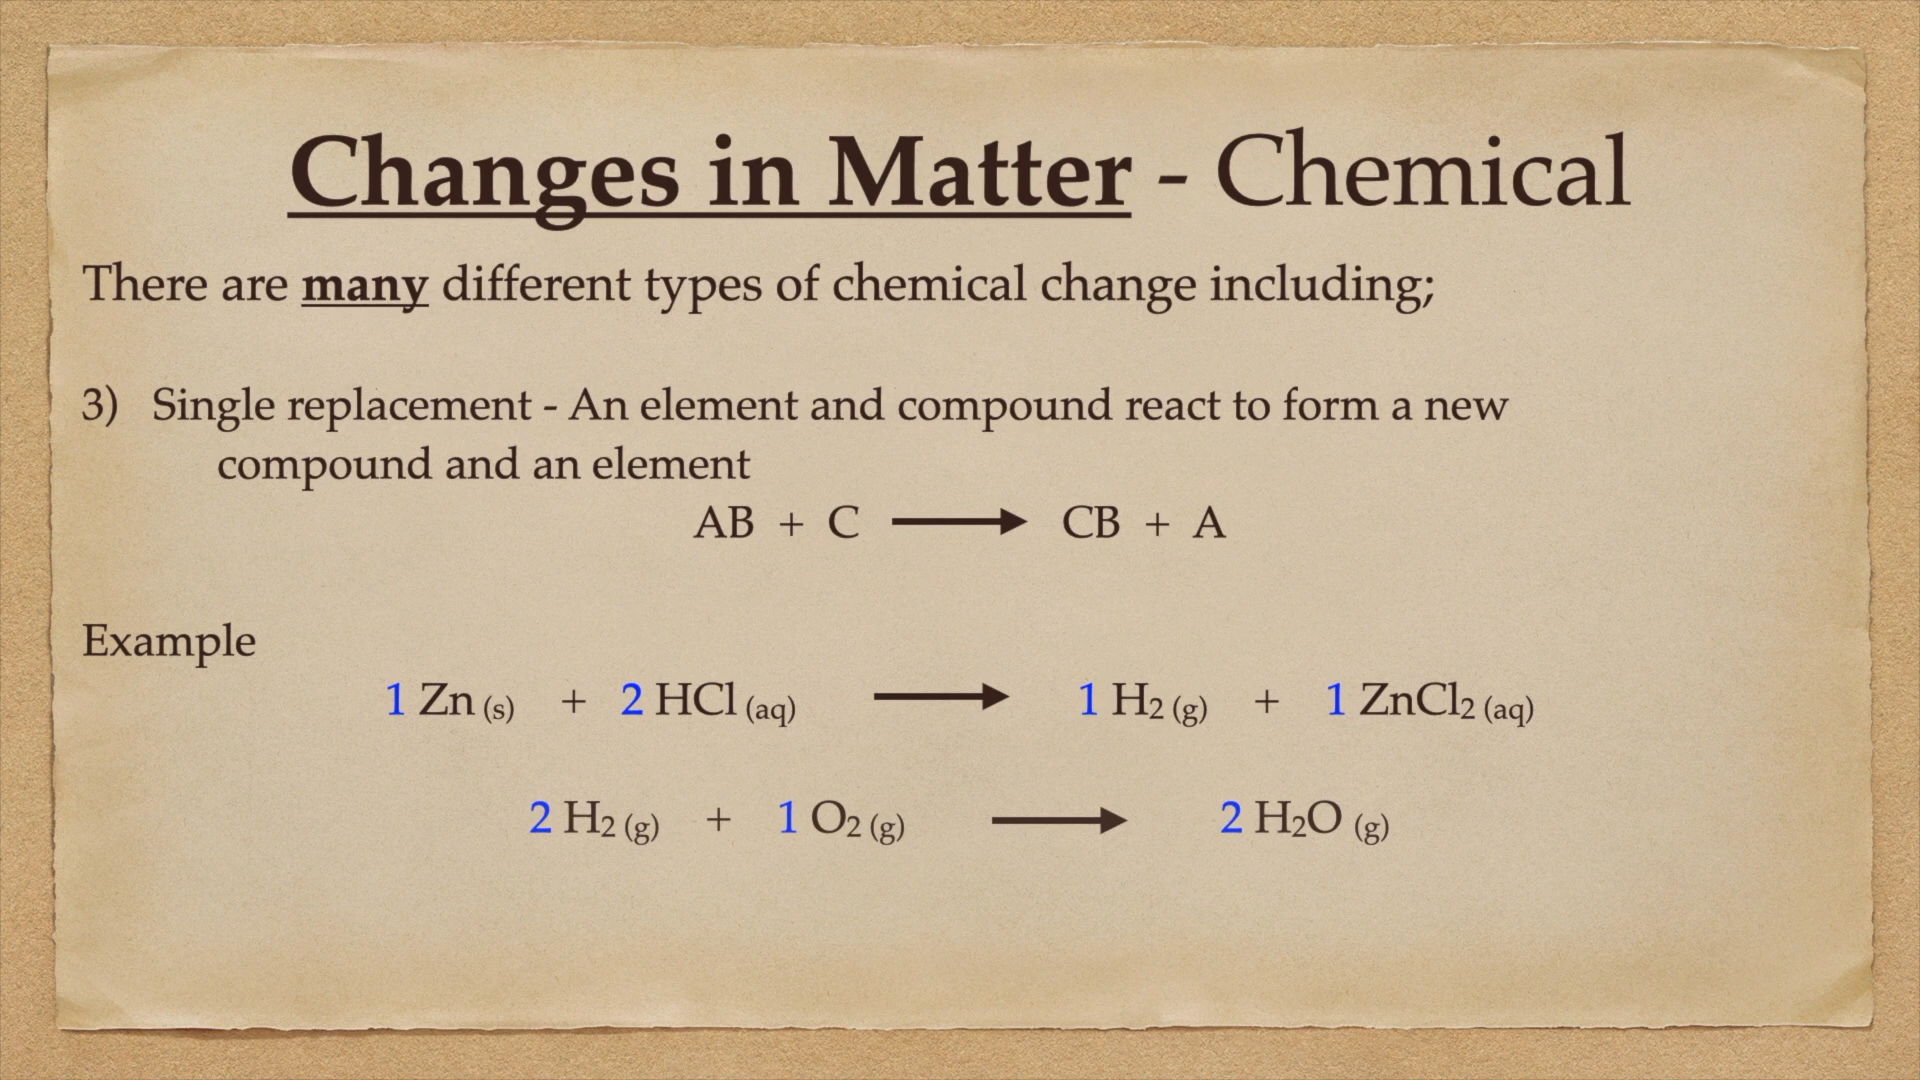 Changes in Matter - Chemical
There are many different types of chemical change including;
3) Single replacement - An element and compound react to form a new
compound and an element
AB + C ⟶ CB + A
Example
1 Zn (s) + 2 HCl (aq) ⟶ 1 H₂ (g) + 1 ZnCl₂ (aq)
2 H₂ (g) + 1 O₂ (g) ⟶ 2 H₂O (g)